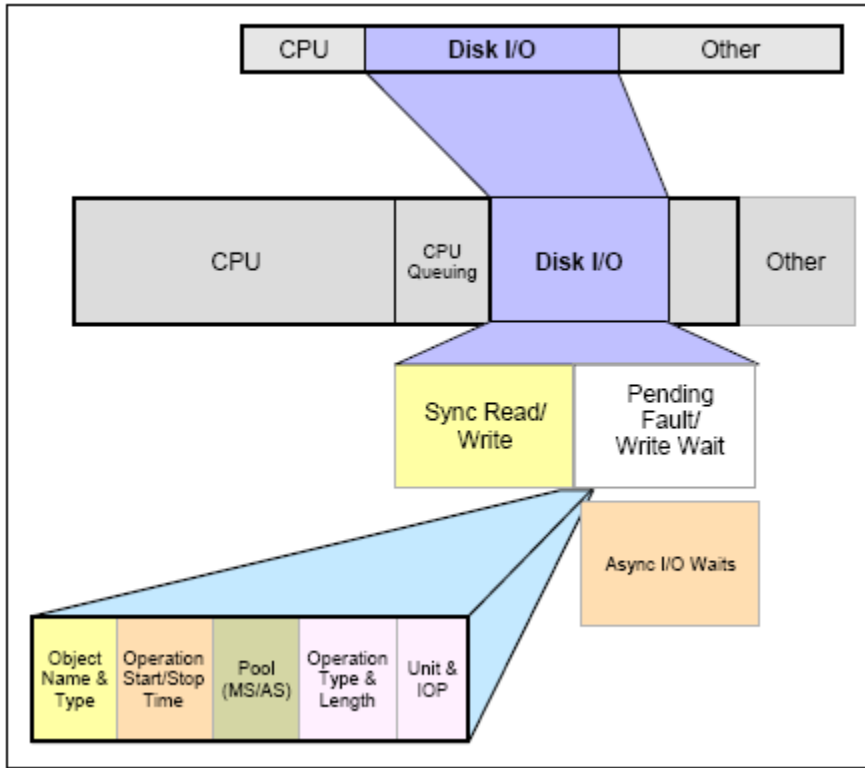 CPU
Disk I/O
Other
CPU
CPU
Queuing
Disk I/O
Other
Sync Read/
Write
Pending
Fault/
Write Wait
Async I/O Waits
Object
Name &
Type
Operation
Start/Stop
Time
Pool
(MS/AS)
Operation
Type &
Length
Unit &
IOP